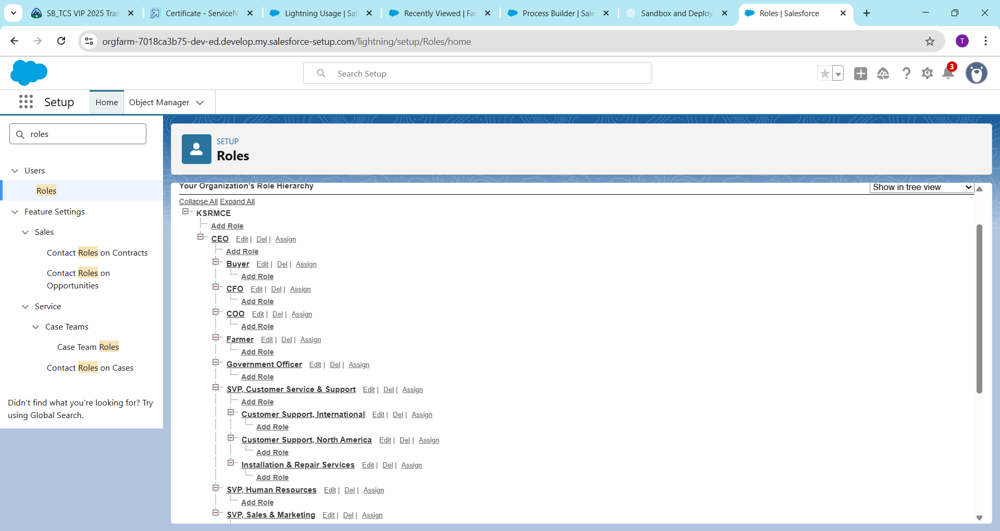 SB_TCS VIP 2025 Trail
Certificate - ServiceN
Lightning Usage | Sal
Recently Viewed | Far
Process Builder | Sale
Sandbox and Deploy
Roles | Salesforce
orgfarm-7018ca3b75-dev-ed.develop.my.salesforce-setup.com/lightning/setup/Roles/home
T
Search Setup
3
Setup
Home
Object Manager
roles
Users
Roles
Feature Settings
Sales
Contact Roles on Contracts
Contact Roles on
Opportunities
Service
Case Teams
Case Team Roles
Contact Roles on Cases
Didn't find what you're looking for? Try
using Global Search.
SETUP
Roles
Your Organization's Role Hierarchy
Show in tree view
Collapse All Expand All
KSRMCE
Add Role
CEO Edit | Del | Assign
Add Role
Buyer Edit | Del | Assign
Add Role
CFO Edit | Del | Assign
Add Role
COO Edit | Del | Assign
Add Role
Farmer Edit | Del | Assign
Add Role
Government Officer Edit | Del | Assign
Add Role
SVP, Customer Service & Support Edit | Del | Assign
Add Role
Customer Support, International Edit | Del | Assign
Add Role
Customer Support, North America Edit | Del | Assign
Add Role
Installation & Repair Services Edit | Del | Assign
Add Role
SVP, Human Resources Edit | Del | Assign
Add Role
SVP, Sales & Marketing Edit | Del | Assign